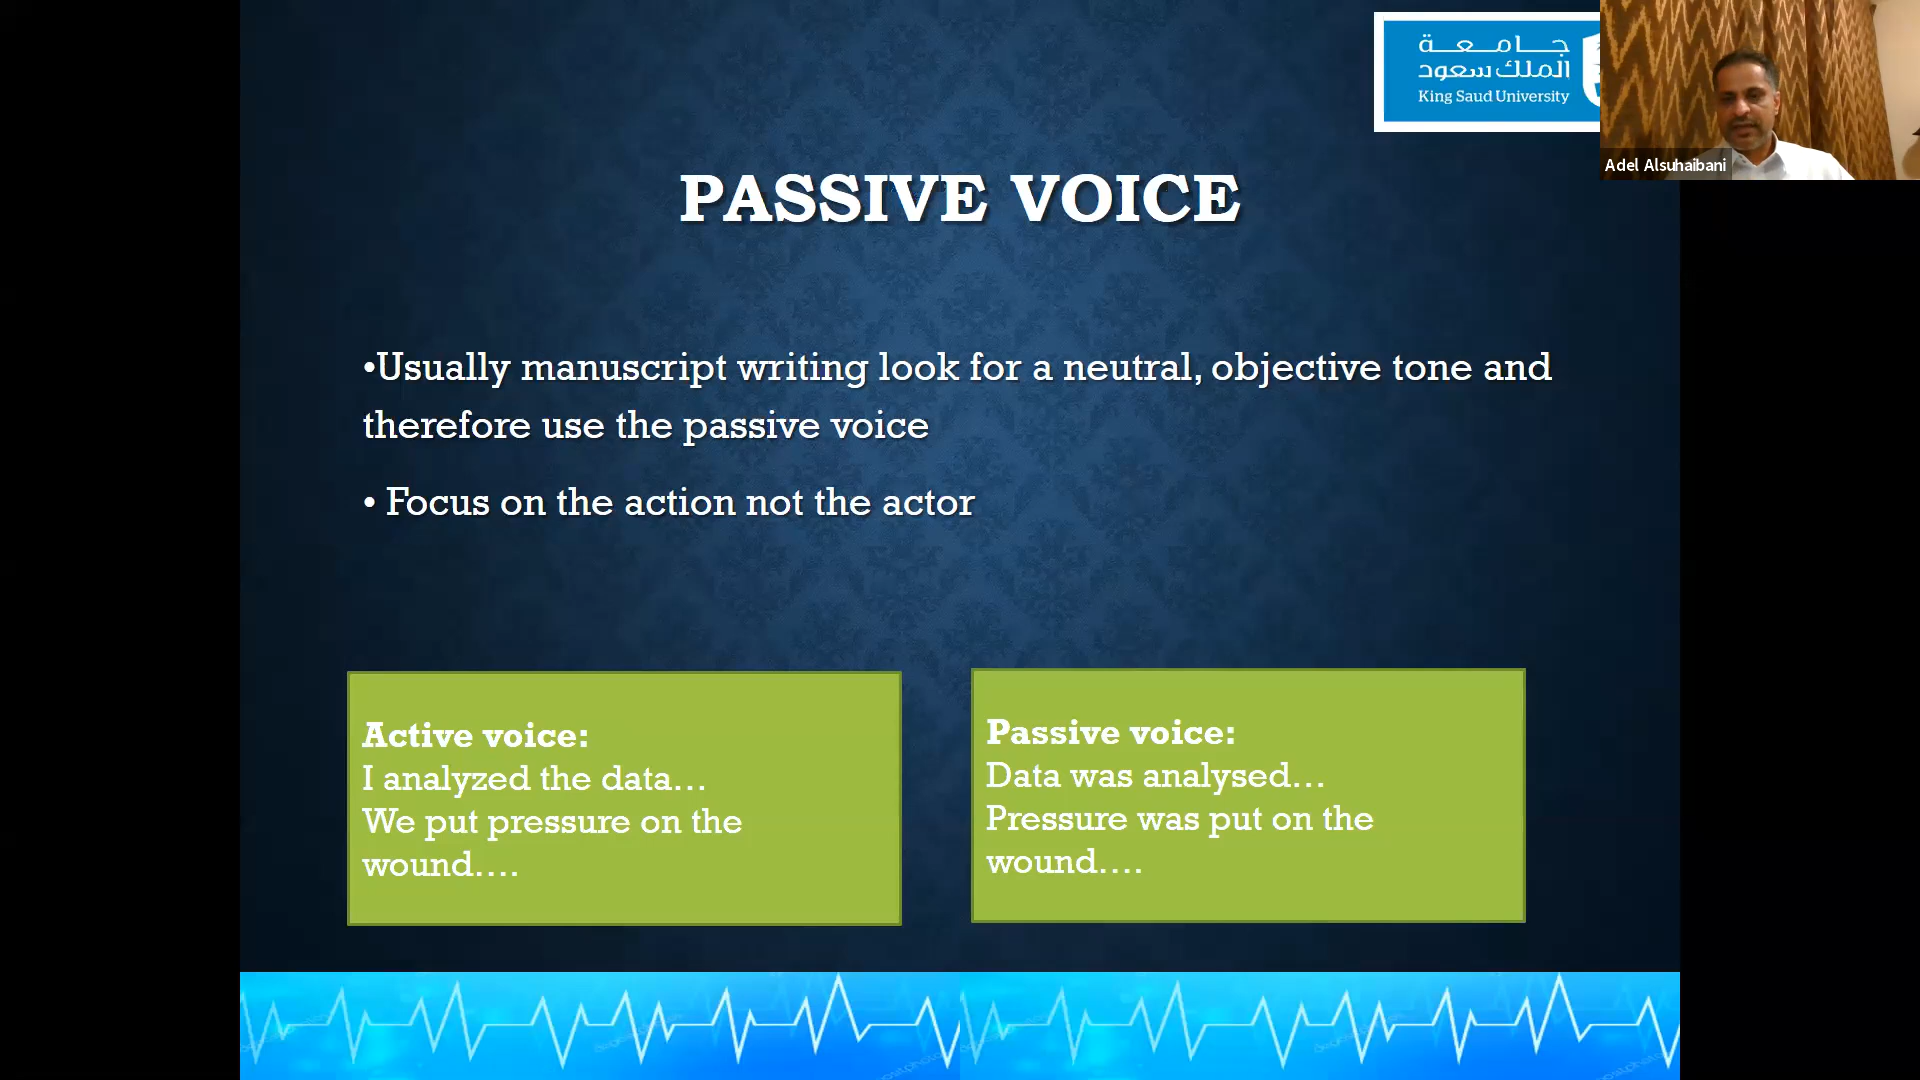 جامعة
الملك سعود
King Saud University
Adel Alsuhaibani
PASSIVE VOICE
•Usually manuscript writing look for a neutral, objective tone and
therefore use the passive voice
• Focus on the action not the actor
Active voice:
I analyzed the data…
We put pressure on the
wound….
Passive voice:
Data was analysed…
Pressure was put on the
wound….